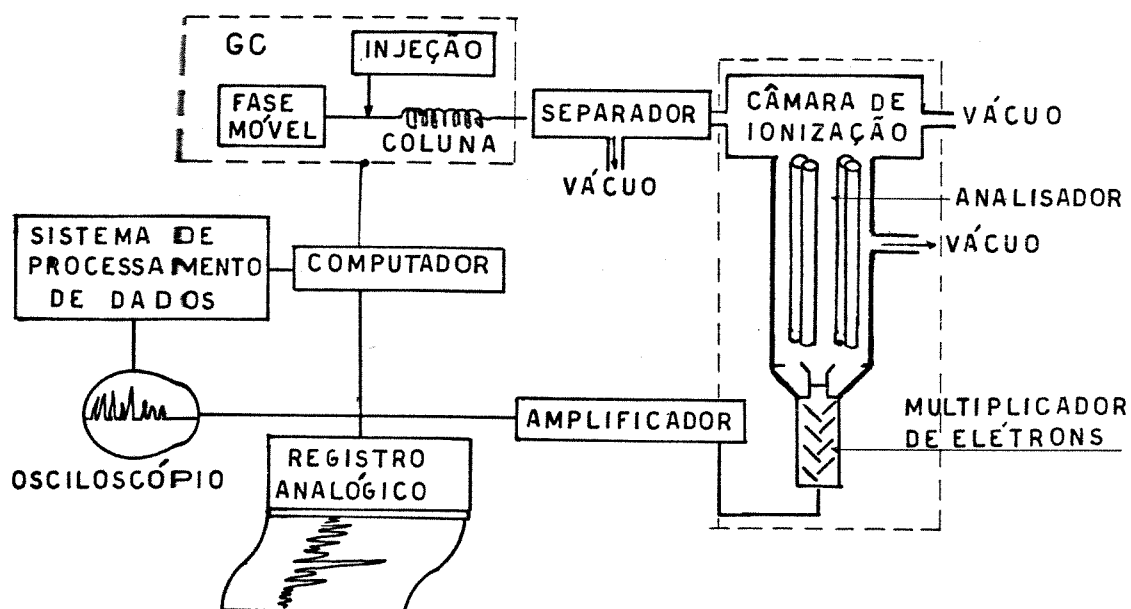 GC
INJEÇÃO
FASE
MÓVEL
COLUNA
SEPARADOR
VÁCUO
CÂMARA DE
IONIZAÇÃO
VÁCUO
ANALISADOR
VÁCUO
SISTEMA DE
PROCESSAMENTO
DE DADOS
COMPUTADOR
OSCILOSCÓPIO
AMPLIFICADOR
MULTIPLICADOR
DE ELÉTRONS
REGISTRO
ANALÓGICO